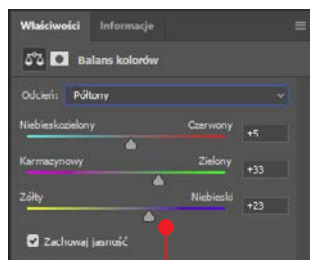 Właściwości Informacje
Balans kolorów
Odcień: Półtony
Niebieskozielony Czerwony +5
Karmazynowy Zielony +33
Żółty Niebieski +23
Zachowaj jasność